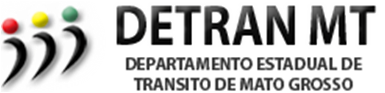 DETRAN MT
DEPARTAMENTO ESTADUAL DE
TRANSITO DE MATO GROSSO